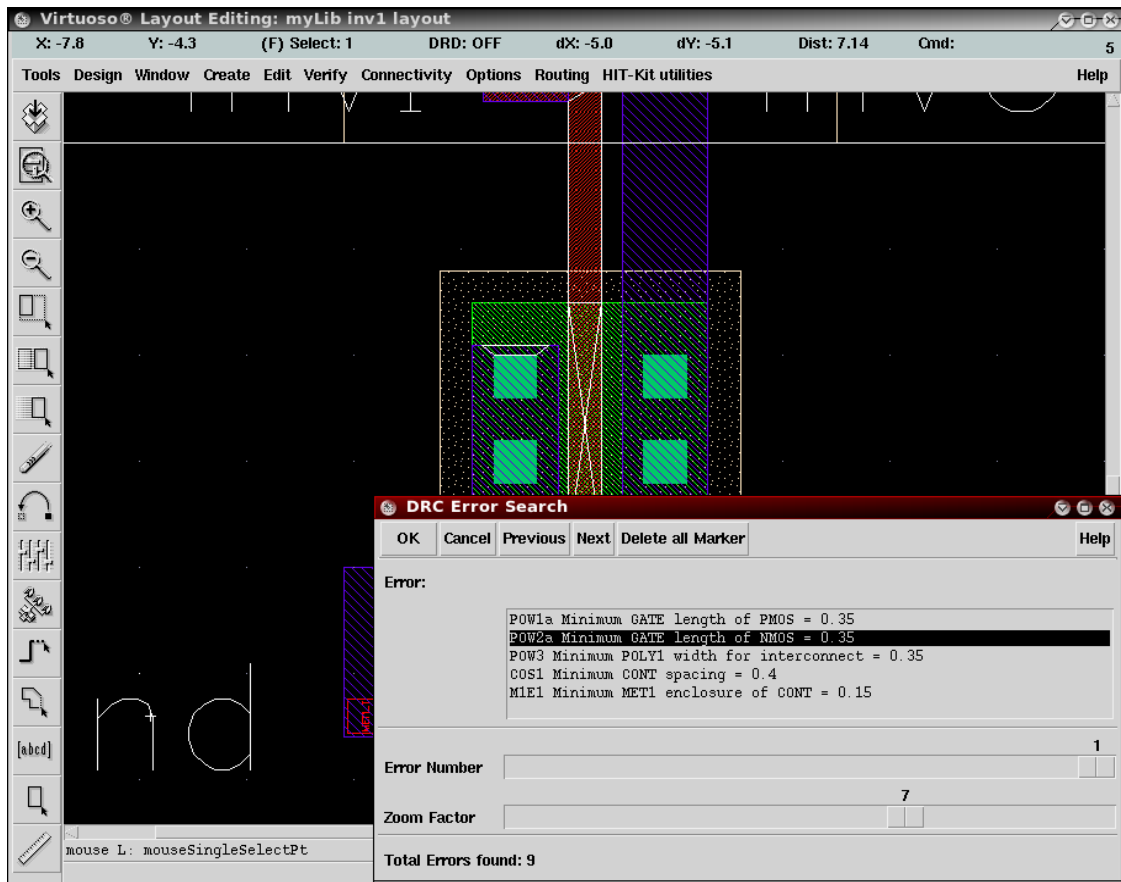 Virtuoso® Layout Editing: myLib inv1 layout
X: -7.8 Y: -4.3 (F) Select: 1 DRD: OFF dX: -5.0 dY: -5.1 Dist: 7.14 Cmd: 5
Tools Design Window Create Edit Verify Connectivity Options Routing HIT-Kit utilities Help
[abcd]
nd
DRC Error Search
OK Cancel Previous Next Delete all Marker Help
Error:
POW1a Minimum GATE length of PMOS = 0.35
POW2a Minimum GATE length of NMOS = 0.35
POW3 Minimum POLY1 width for interconnect = 0.35
COS1 Minimum CONT spacing = 0.4
M1E1 Minimum MET1 enclosure of CONT = 0.15
1
Error Number
7
Zoom Factor
Total Errors found: 9
mouse L: mouseSingleSelectPt